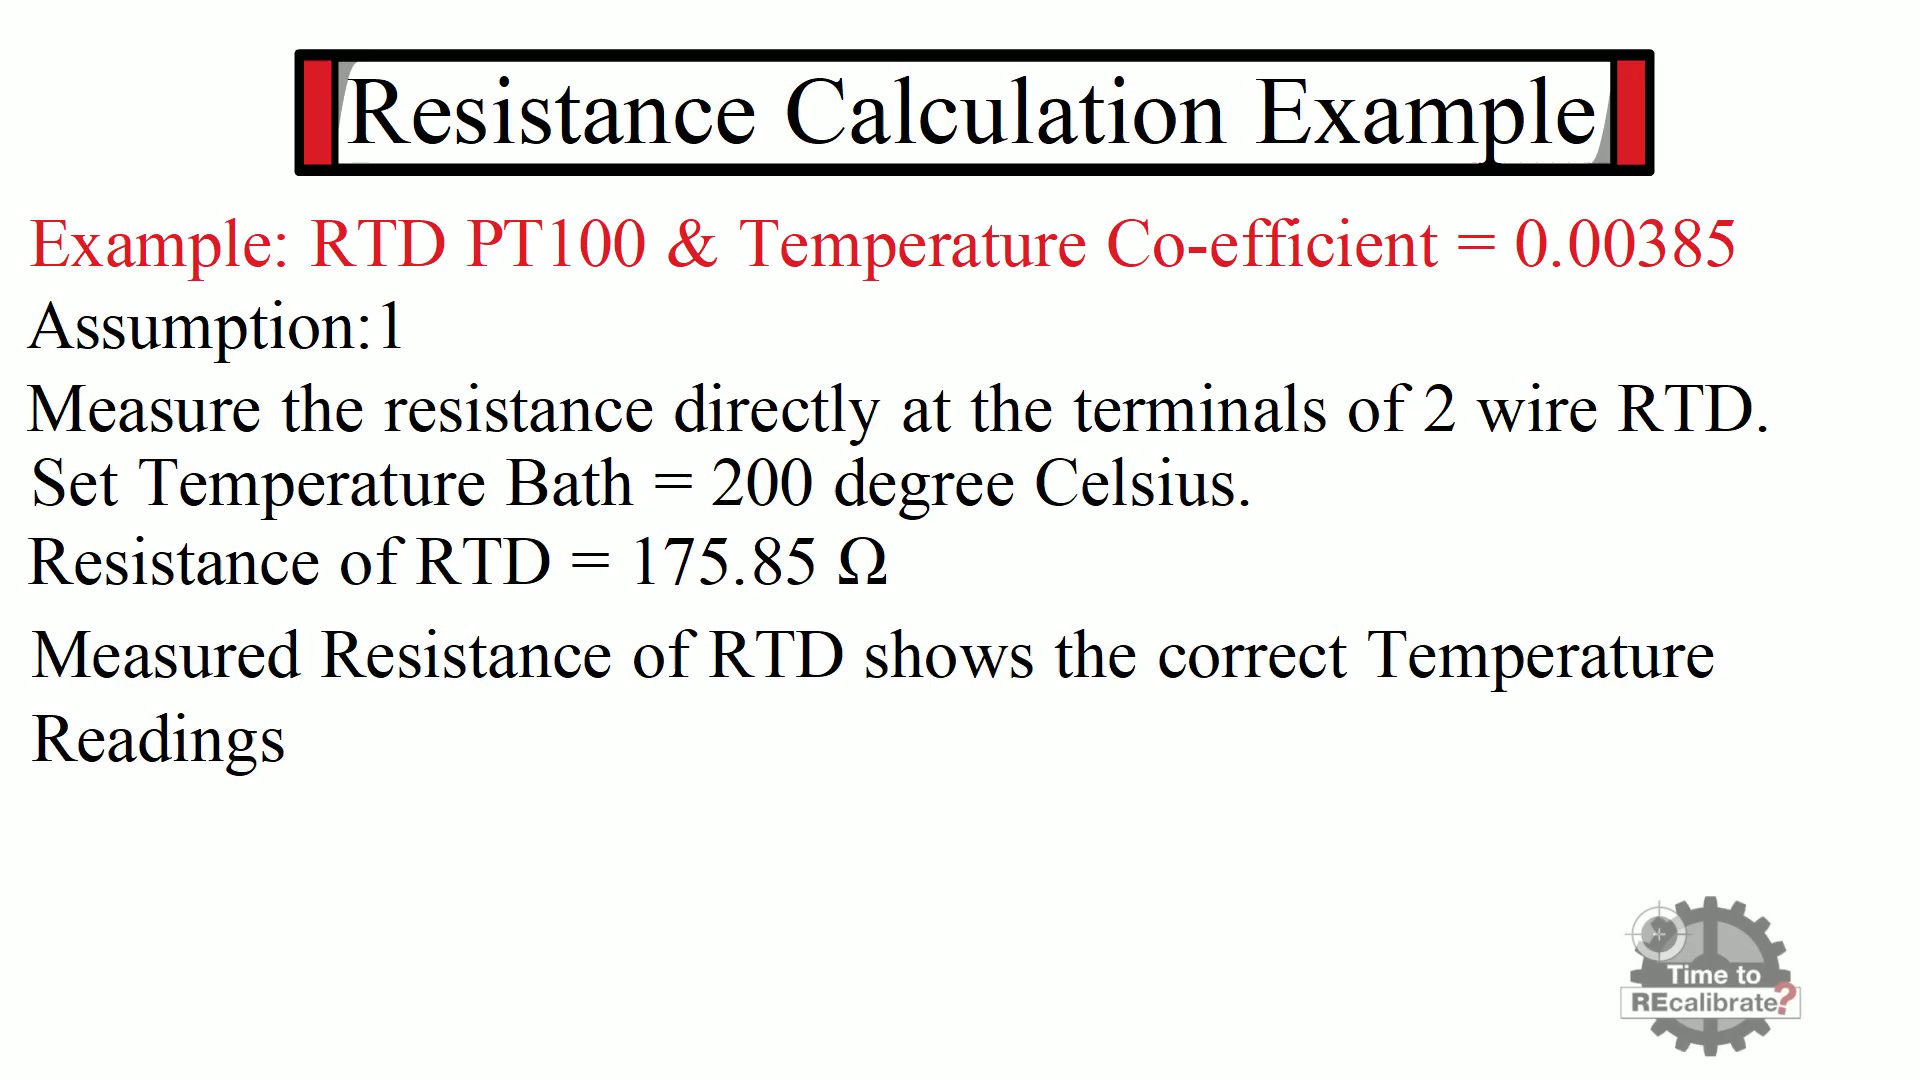 Resistance Calculation Example
Example: RTD PT100 & Temperature Co-efficient = 0.00385
Assumption:1
Measure the resistance directly at the terminals of 2 wire RTD.
Set Temperature Bath = 200 degree Celsius.
Resistance of RTD = 175.85 Ω
Measured Resistance of RTD shows the correct Temperature
Readings
Time to
REcalibrate?